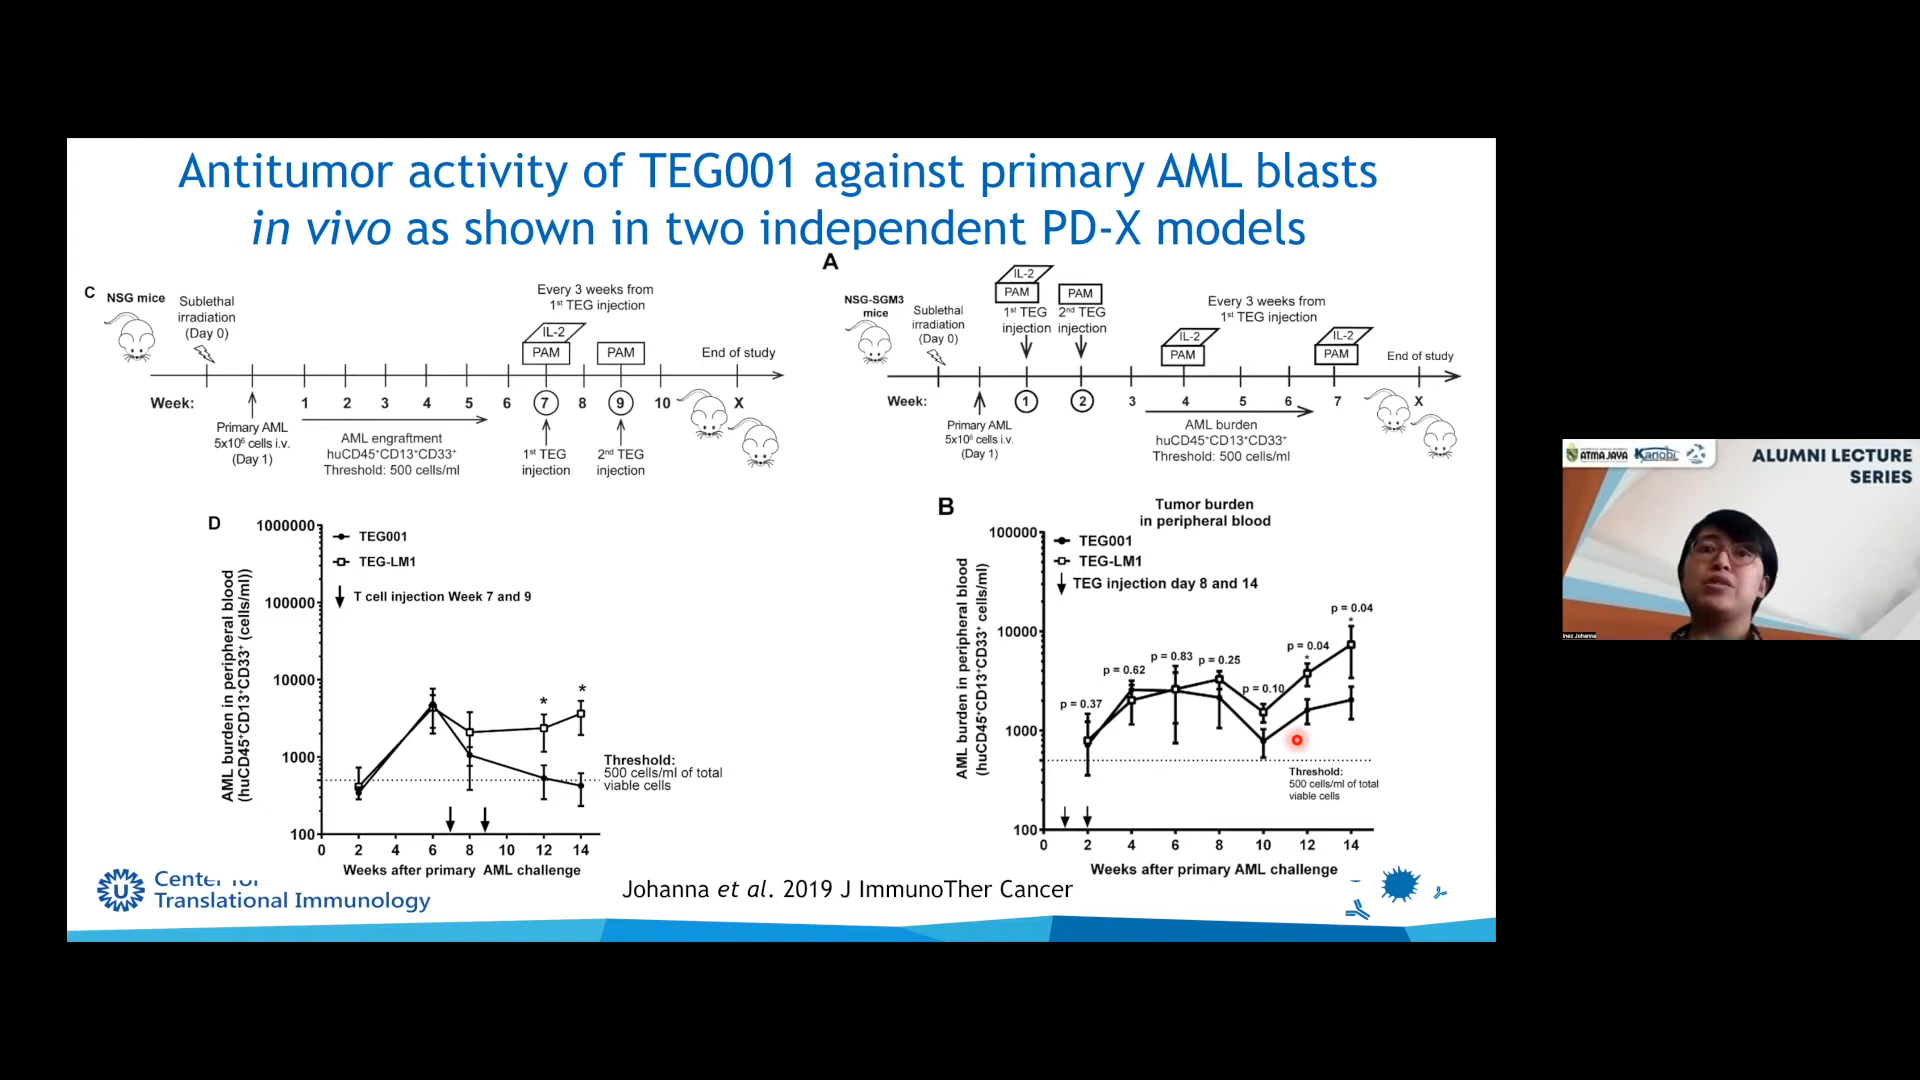 Antitumor activity of TEG001 against primary AML blasts
in vivo as shown in two independent PD-X models
C
NSG mice
Sublethal
irradiation
(Day 0)
Every 3 weeks from
1st TEG injection
IL-2
PAM
PAM
End of study
Week:
1 2 3 4 5 6 7 8 9 10 X
Primary AML
5x10⁶ cells i.v.
(Day 1)
AML engraftment
huCD45⁺CD13⁺CD33⁺
Threshold: 500 cells/ml
1st TEG
injection
2nd TEG
injection
A
NSG-SGM3
mice
Sublethal
irradiation
(Day 0)
IL-2
PAM
1st TEG
injection
PAM
2nd TEG
injection
Every 3 weeks from
1st TEG injection
IL-2
PAM
IL-2
PAM
End of study
Week:
1 2 3 4 5 6 7 X
Primary AML
5x10⁶ cells i.v.
(Day 1)
AML burden
huCD45⁺CD13⁺CD33⁺
Threshold: 500 cells/ml
D
AML burden in peripheral blood
(huCD45⁺CD13⁺CD33⁺ (cells/ml))
1000000
100000
10000
1000
100
TEG001
TEG-LM1
T cell injection Week 7 and 9
*
*
Threshold:
500 cells/ml of total
viable cells
0 2 4 6 8 10 12 14
Weeks after primary AML challenge
B
Tumor burden
in peripheral blood
AML burden in peripheral blood
(huCD45⁺CD13⁺CD33⁺ cells/ml)
100000
10000
1000
100
TEG001
TEG-LM1
TEG injection day 8 and 14
p = 0.37
p = 0.62
p = 0.83
p = 0.25
p = 0.10
p = 0.04
*
p = 0.04
*
Threshold:
500 cells/ml of total
viable cells
0 2 4 6 8 10 12 14
Weeks after primary AML challenge
Center for
Translational Immunology
Johanna et al. 2019 J ImmunoTher Cancer
ATMA JAYA
Kanobi
ALUMNI LECTURE
SERIES
Inez Johanna